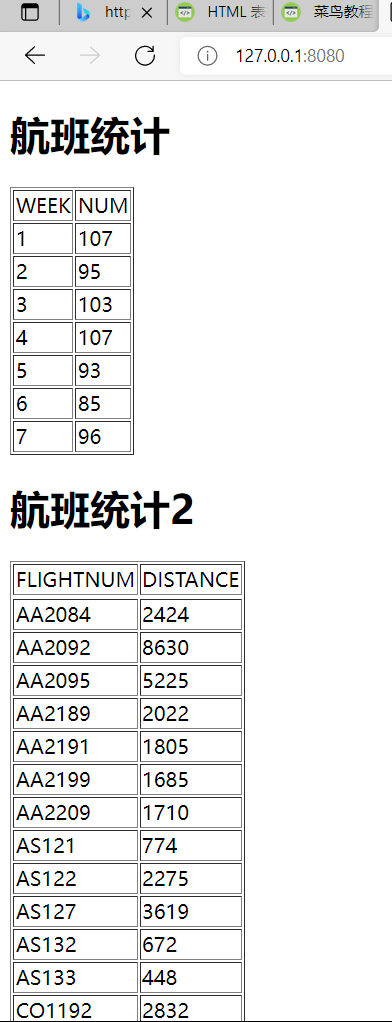 http
HTML 表
菜鸟教程
127.0.0.1:8080
航班统计
WEEK NUM
1 107
2 95
3 103
4 107
5 93
6 85
7 96
航班统计2
FLIGHTNUM DISTANCE
AA2084 2424
AA2092 8630
AA2095 5225
AA2189 2022
AA2191 1805
AA2199 1685
AA2209 1710
AS121 774
AS122 2275
AS127 3619
AS132 672
AS133 448
CO1192 2832